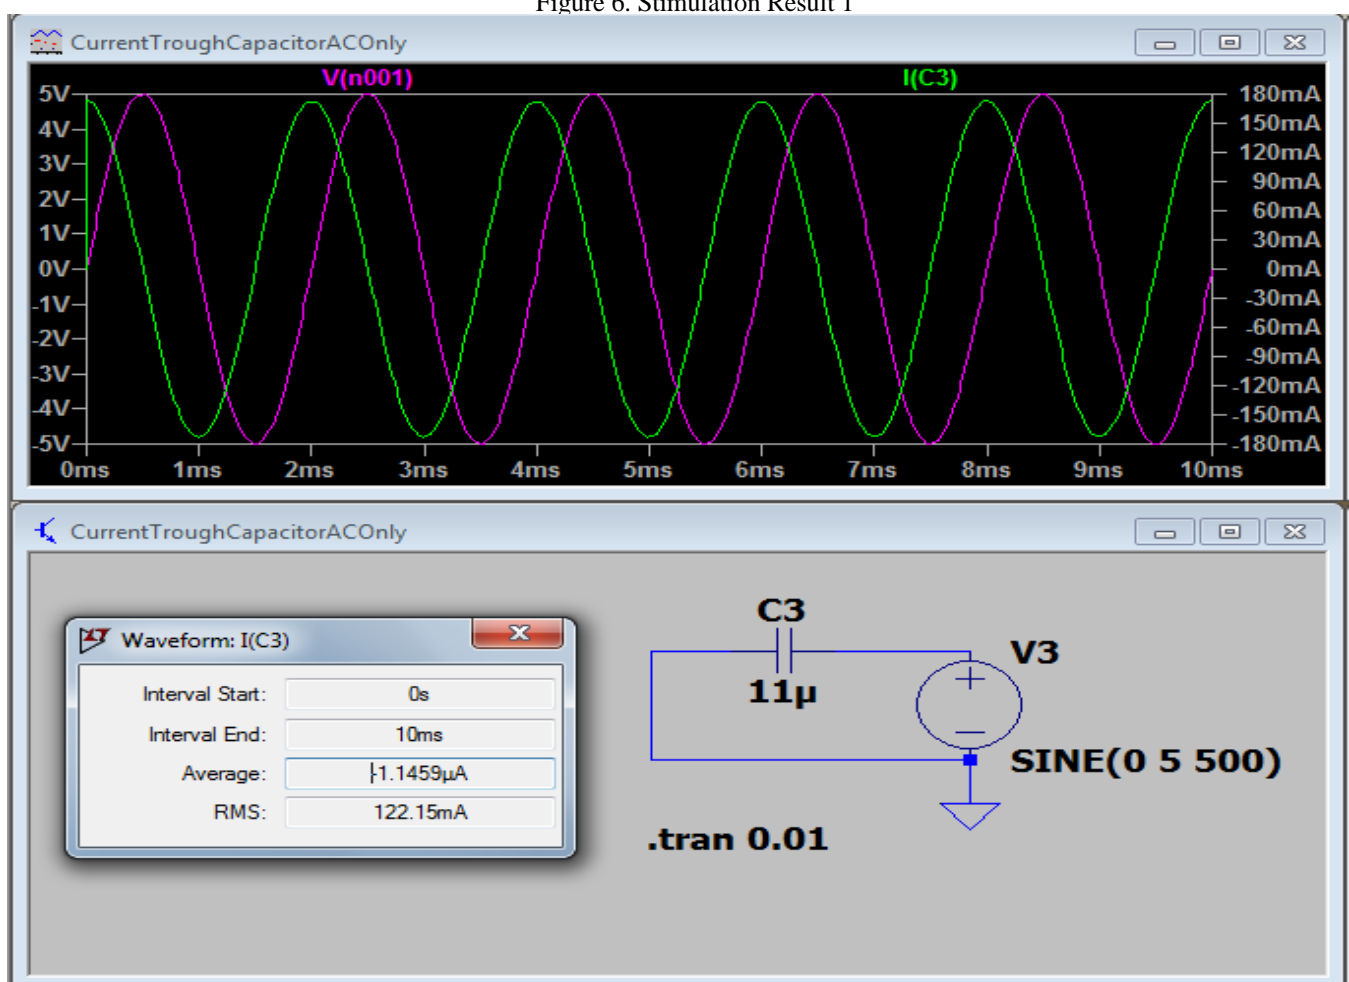 Figure 6. Stimulation Result 1
CurrentTroughCapacitorACOnly
V(n001) I(C3)
5V 180mA
4V 150mA
3V 120mA
2V 90mA
1V 60mA
0V 30mA
-1V 0mA
-2V -30mA
-3V -60mA
-4V -90mA
-5V -120mA
-150mA
-180mA
0ms 1ms 2ms 3ms 4ms 5ms 6ms 7ms 8ms 9ms 10ms
CurrentTroughCapacitorACOnly
Waveform: I(C3)
Interval Start: 0s
Interval End: 10ms
Average: -1.1459µA
RMS: 122.15mA
C3
11µ
V3
SINE(0 5 500)
.tran 0.01